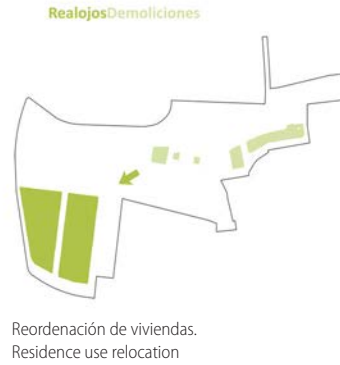 RealojosDemoliciones
Reordenación de viviendas.
Residence use relocation